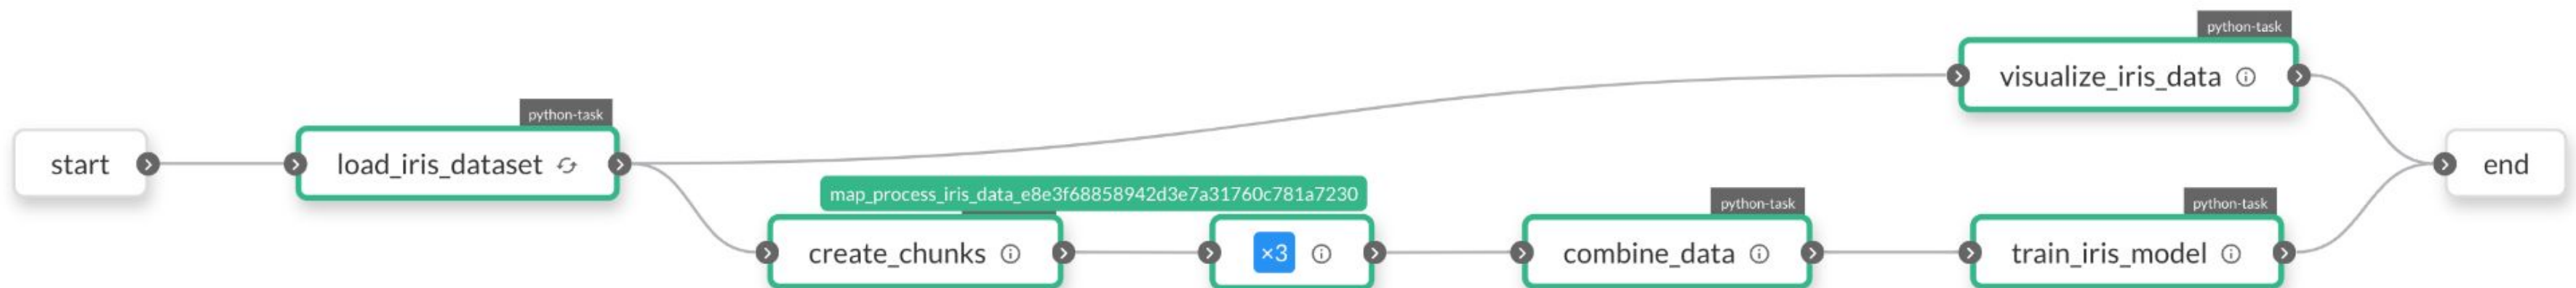 python-task
visualize_iris_data
python-task
start
load_iris_dataset
end
map_process_iris_data_e8e3f68858942d3e7a31760c781a7230
python-task
python-task
create_chunks
×3
combine_data
train_iris_model